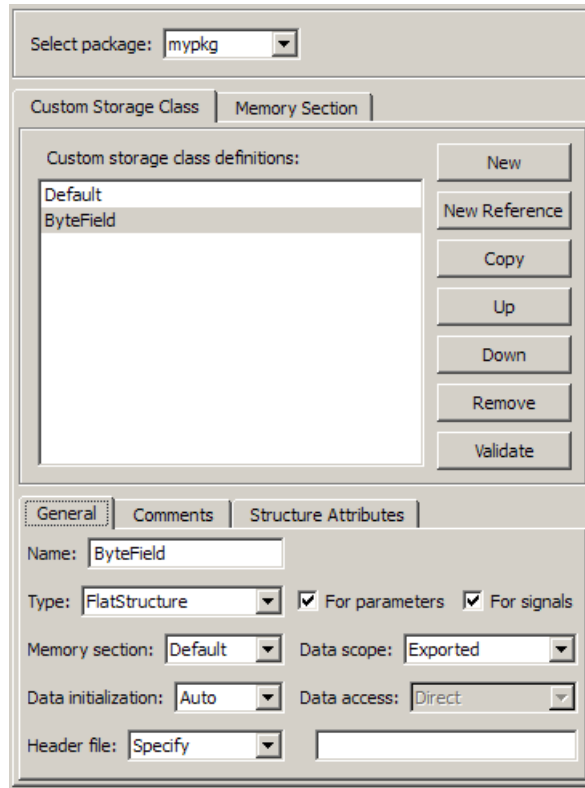 Select package: mypkg
Custom Storage Class Memory Section
Custom storage class definitions:
Default
ByteField
New
New Reference
Copy
Up
Down
Remove
Validate
General Comments Structure Attributes
Name: ByteField
Type: FlatStructure For parameters For signals
Memory section: Default Data scope: Exported
Data initialization: Auto Data access: Direct
Header file: Specify